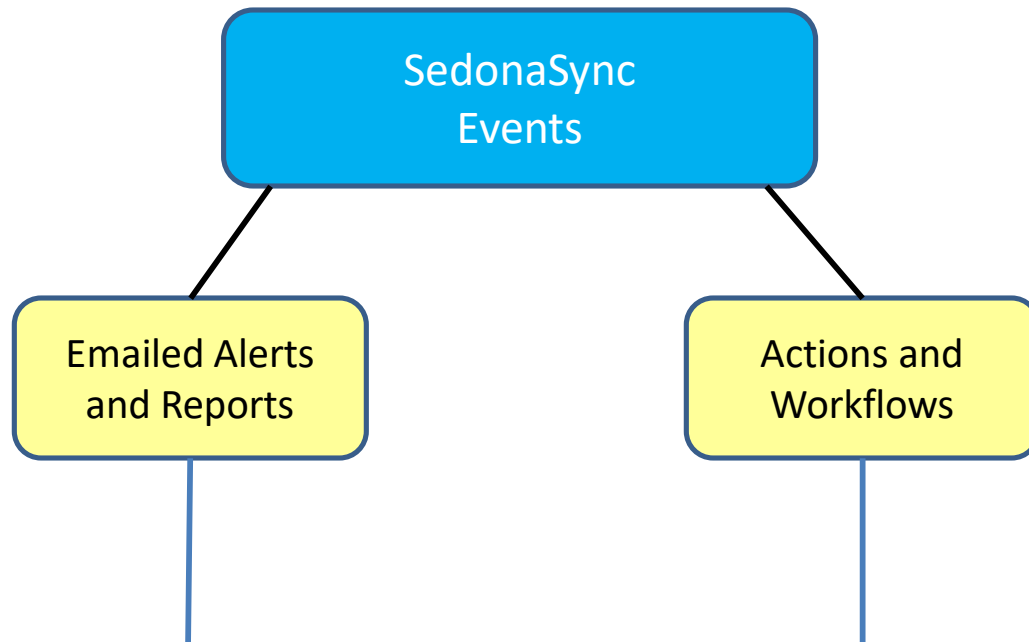 SedonaSync
Events
Emailed Alerts
and Reports
Actions and
Workflows